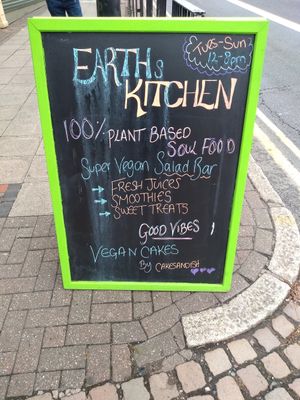 EARTHs
KITCHEN
TUES-SUN
12-8pm
100% PLANT BASED
SOUL FOOD
Super Vegan Salad Bar
FRESH JUICES
SMOOTHIES
SWEET TREATS
GOOD VIBES !
VEGAN CAKES
By CAKESANDISH